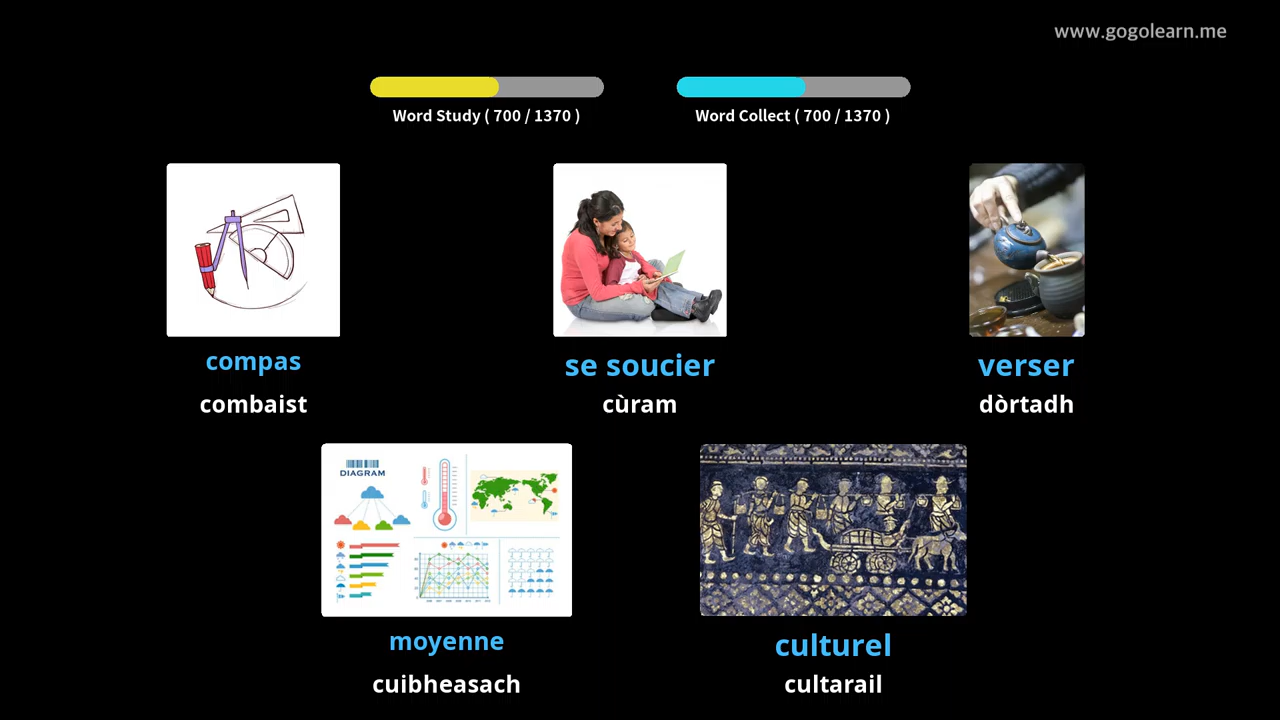 www.gogolearn.me
Word Study ( 700 / 1370 )
Word Collect ( 700 / 1370 )
compas
combaist
se soucier
cùram
verser
dòrtadh
DIAGRAM
moyenne
cuibheasach
culturel
cultarail